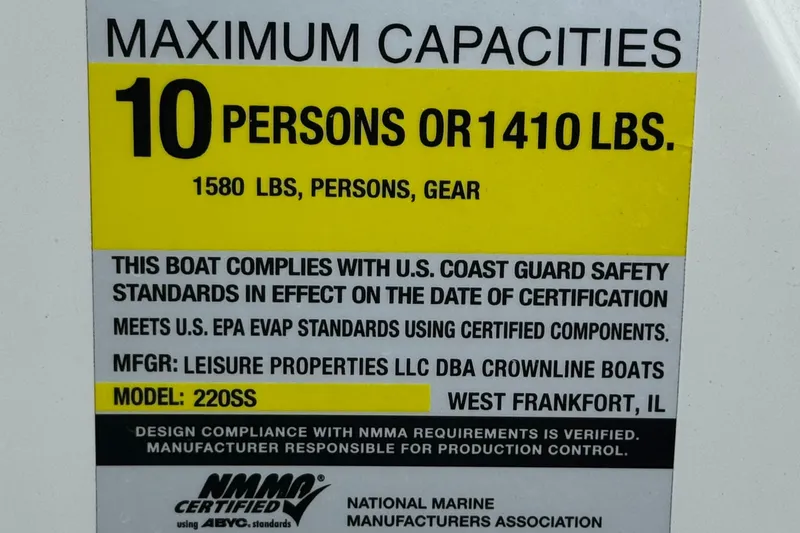 MAXIMUM CAPACITIES
10 PERSONS OR 1410 LBS.
1580 LBS, PERSONS, GEAR
THIS BOAT COMPLIES WITH U.S. COAST GUARD SAFETY
STANDARDS IN EFFECT ON THE DATE OF CERTIFICATION
MEETS U.S. EPA EVAP STANDARDS USING CERTIFIED COMPONENTS.
MFGR: LEISURE PROPERTIES LLC DBA CROWNLINE BOATS
MODEL: 220SS WEST FRANKFORT, IL
DESIGN COMPLIANCE WITH NMMA REQUIREMENTS IS VERIFIED.
MANUFACTURER RESPONSIBLE FOR PRODUCTION CONTROL.
NMMA®
CERTIFIED
using ABYC. standards
NATIONAL MARINE
MANUFACTURERS ASSOCIATION